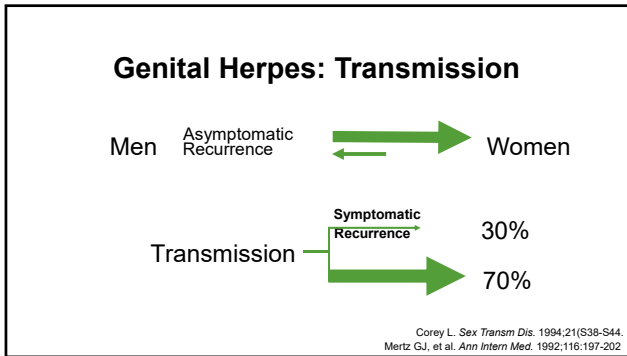 Genital Herpes: Transmission
Men Asymptomatic Recurrence Women
Transmission
Symptomatic
Recurrence
30%
70%
Corey L. Sex Transm Dis. 1994;21(S38-S44.
Mertz GJ, et al. Ann Intern Med. 1992;116:197-202